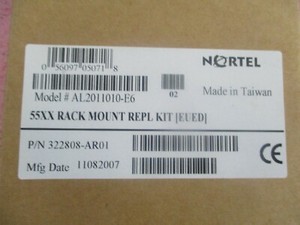 0 56097 05071 8
NORTEL
Model # AL2011010-E6
02
Made in Taiwan
55XX RACK MOUNT REPL KIT [EUED]
P/N 322808-AR01
CE
Mfg Date 11082007